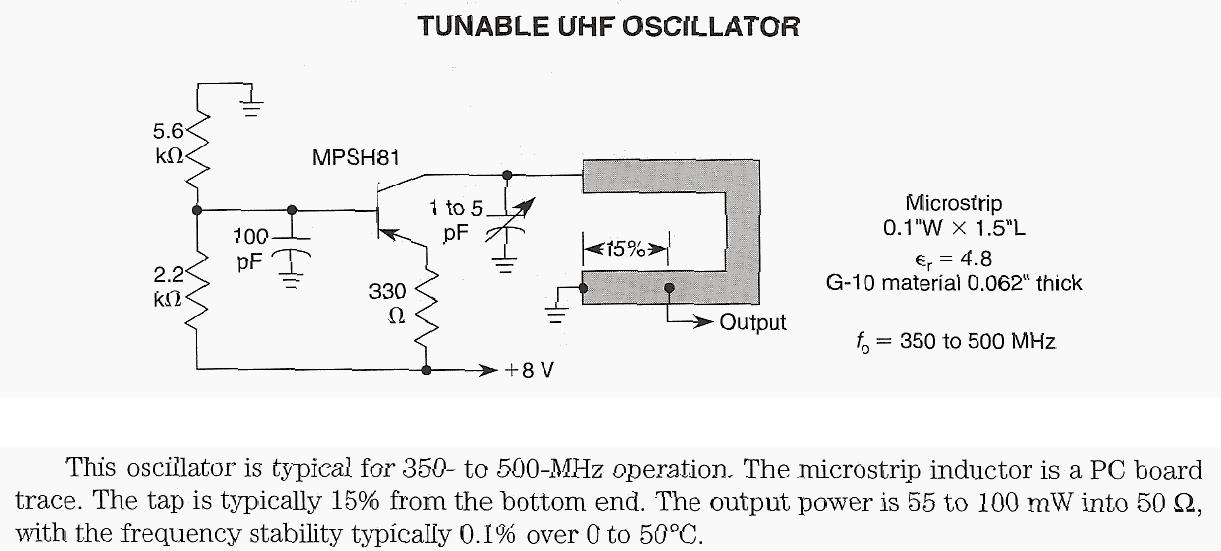 TUNABLE UHF OSCILLATOR
5.6
kΩ
MPSH81
1 to 5
pF
100
pF
2.2
kΩ
330
Ω
15%
Output
+8 V
Microstrip
0.1"W × 1.5"L
ϵr = 4.8
G-10 material 0.062" thick
fo = 350 to 500 MHz
This oscillator is typical for 350- to 500-MHz operation. The microstrip inductor is a PC board
trace. The tap is typically 15% from the bottom end. The output power is 55 to 100 mW into 50 Ω,
with the frequency stability typically 0.1% over 0 to 50°C.